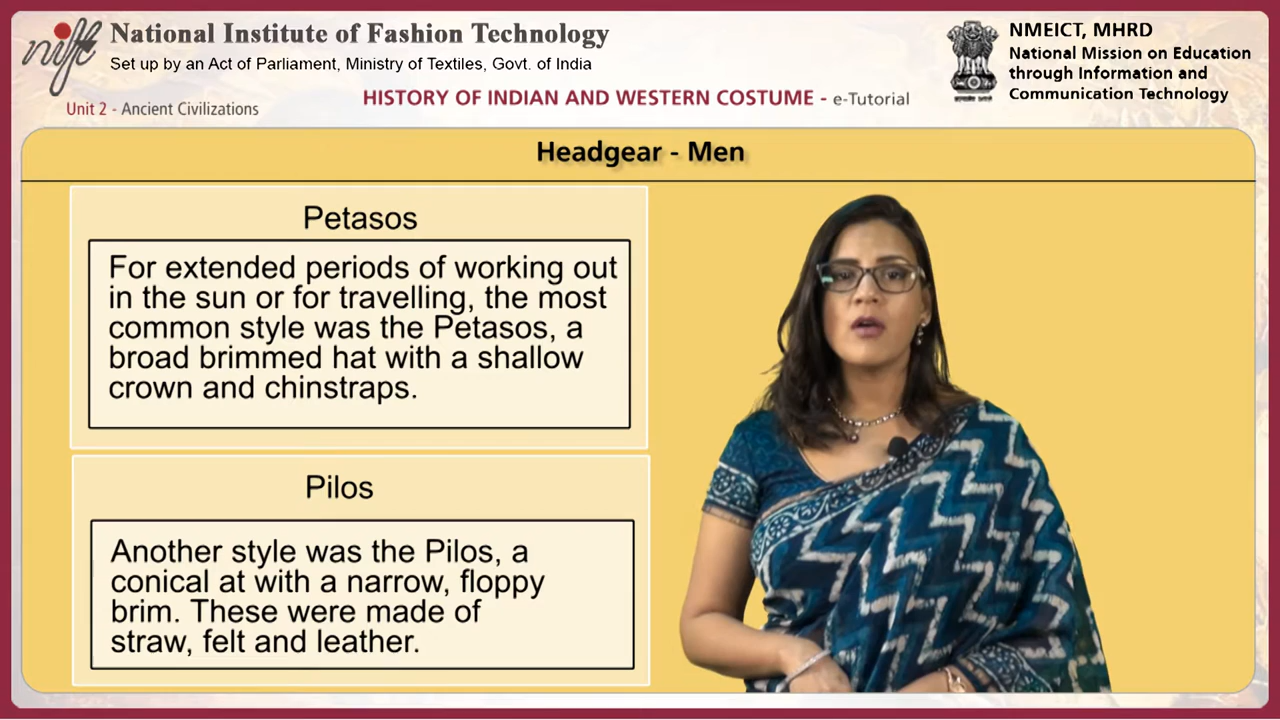 nift
National Institute of Fashion Technology
Set up by an Act of Parliament, Ministry of Textiles, Govt. of India
NMEICT, MHRD
National Mission on Education
through Information and
Communication Technology
Unit 2 - Ancient Civilizations
HISTORY OF INDIAN AND WESTERN COSTUME - e-Tutorial
Headgear - Men
Petasos
For extended periods of working out
in the sun or for travelling, the most
common style was the Petasos, a
broad brimmed hat with a shallow
crown and chinstraps.
Pilos
Another style was the Pilos, a
conical at with a narrow, floppy
brim. These were made of
straw, felt and leather.